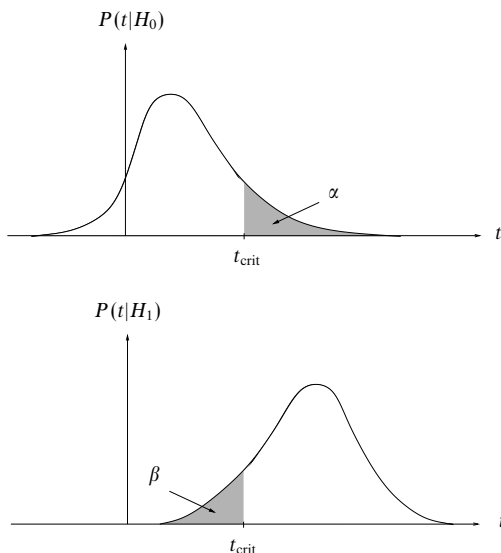 P(t|H₀)
α
t
t_crit
P(t|H₁)
β
t
t_crit